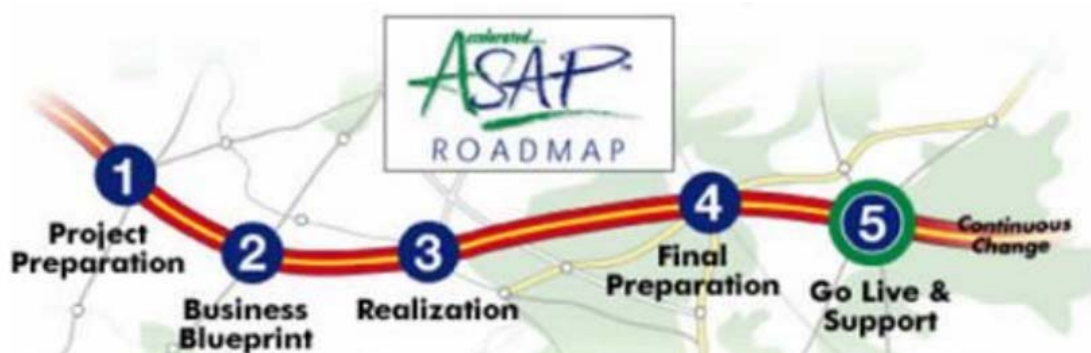 Accelerated...
ASAP
ROADMAP
1
Project
Preparation
2
Business
Blueprint
3
Realization
4
Final
Preparation
5
Go Live &
Support
Continuous
Change